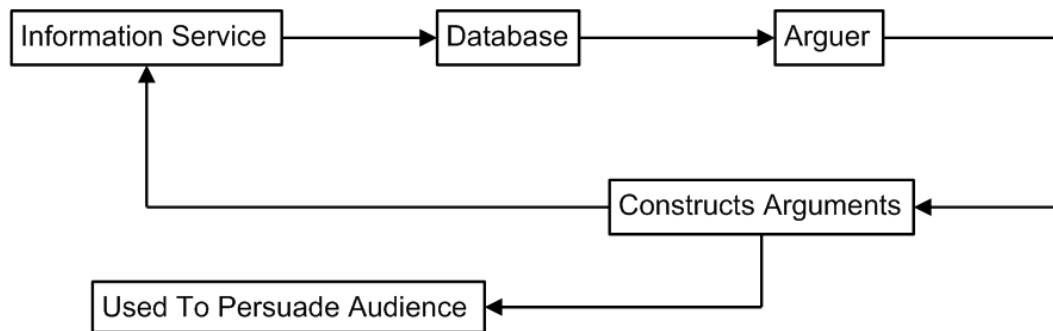 Information Service
Database
Arguer
Constructs Arguments
Used To Persuade Audience